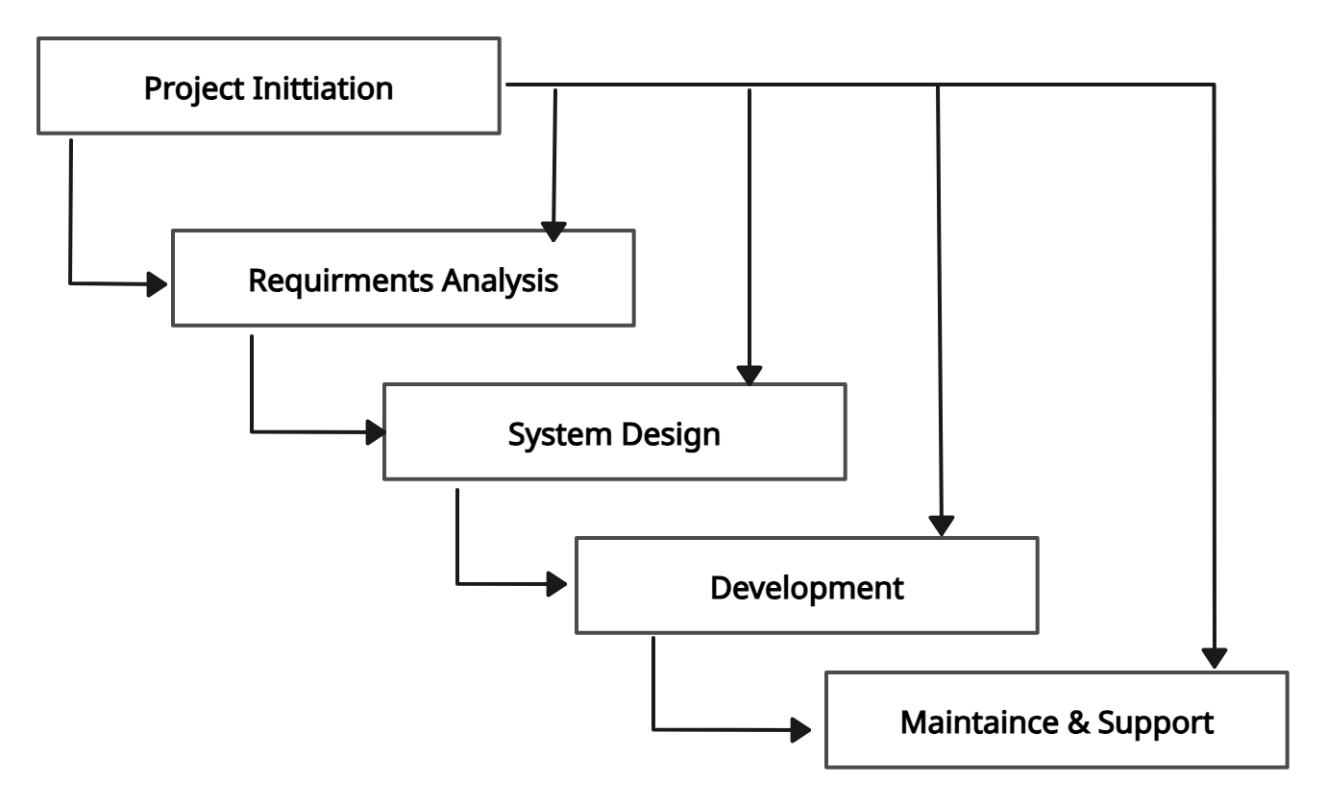 Project Inittiation
Requirments Analysis
System Design
Development
Maintaince & Support